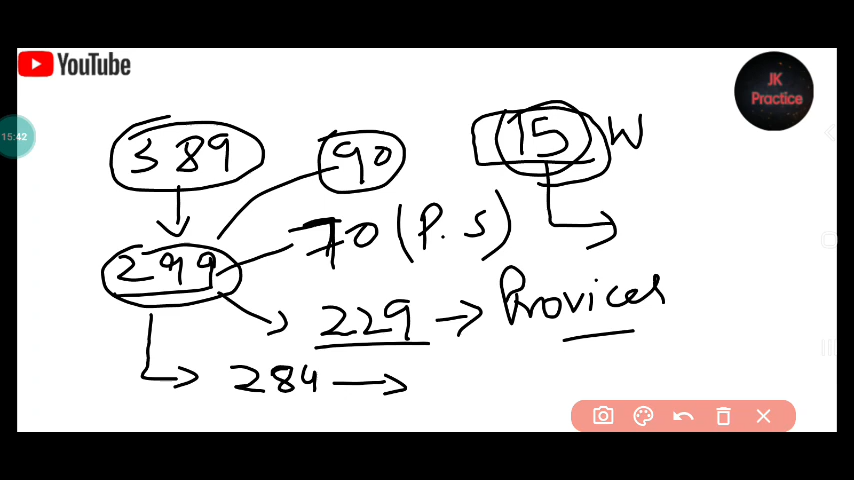 YouTube
JK
Practice
15:42
389 90 15 W
70 (P.S)
299
229 → Provices
284 →